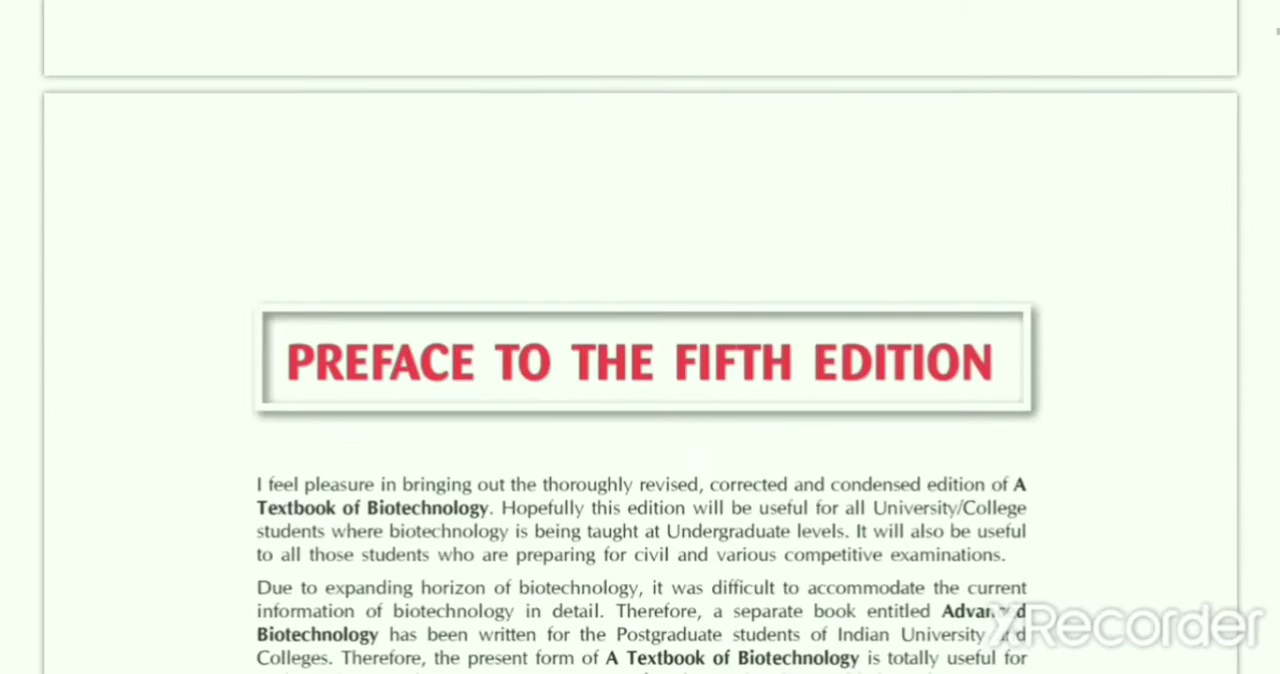 PREFACE TO THE FIFTH EDITION
I feel pleasure in bringing out the thoroughly revised, corrected and condensed edition of A
Textbook of Biotechnology. Hopefully this edition will be useful for all University/College
students where biotechnology is being taught at Undergraduate levels. It will also be useful
to all those students who are preparing for civil and various competitive examinations.
Due to expanding horizon of biotechnology, it was difficult to accommodate the current
information of biotechnology in detail. Therefore, a separate book entitled Advanced
Biotechnology has been written for the Postgraduate students of Indian University and
Colleges. Therefore, the present form of A Textbook of Biotechnology is totally useful for
XRecorder